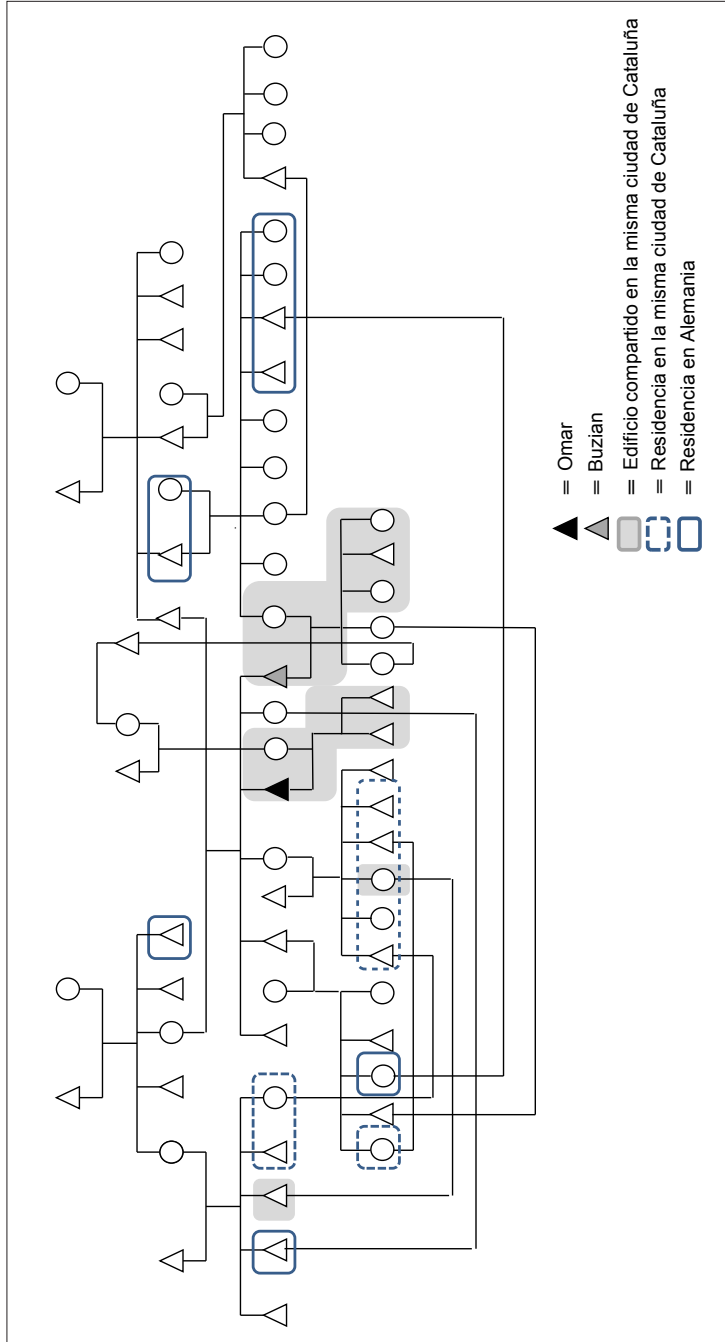 = Omar
= Buzian
= Edificio compartido en la misma ciudad de Cataluña
= Residencia en la misma ciudad de Cataluña
= Residencia en Alemania